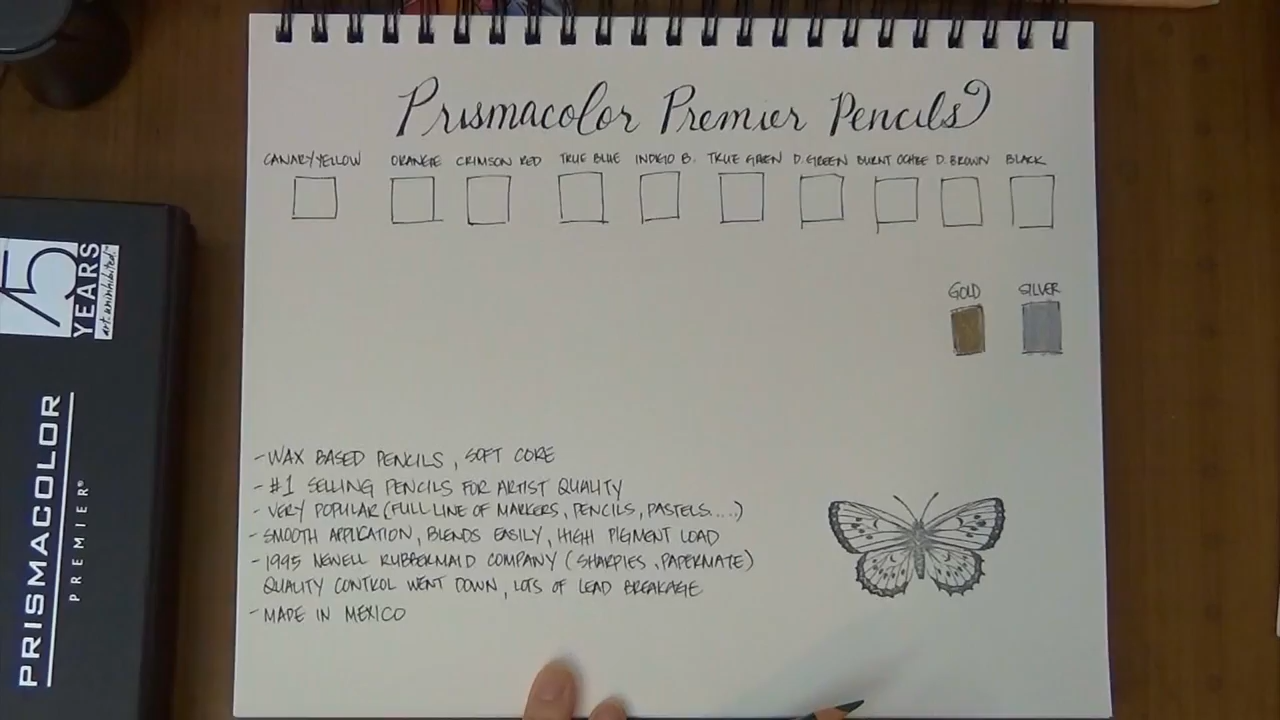 Prismacolor Premier Pencils
CANARY YELLOW ORANGE CRIMSON RED TRUE BLUE INDIGO B. TRUE GREEN D. GREEN BURNT OCHRE D. BROWN BLACK
GOLD SILVER
-WAX BASED PENCILS, SOFT CORE
-#1 SELLING PENCILS FOR ARTIST QUALITY
-VERY POPULAR (FULL LINE OF MARKERS, PENCILS, PASTELS....)
-SMOOTH APPLICATION, BLENDS EASILY, HIGH PIGMENT LOAD
-1995 NEWELL RUBBERMAID COMPANY (SHARPIES, PAPERMATE)
QUALITY CONTROL WENT DOWN, LOTS OF LEAD BREAKAGE
-MADE IN MEXICO
75 YEARS
art. uninhibited.
PRISMACOLOR
PREMIER®